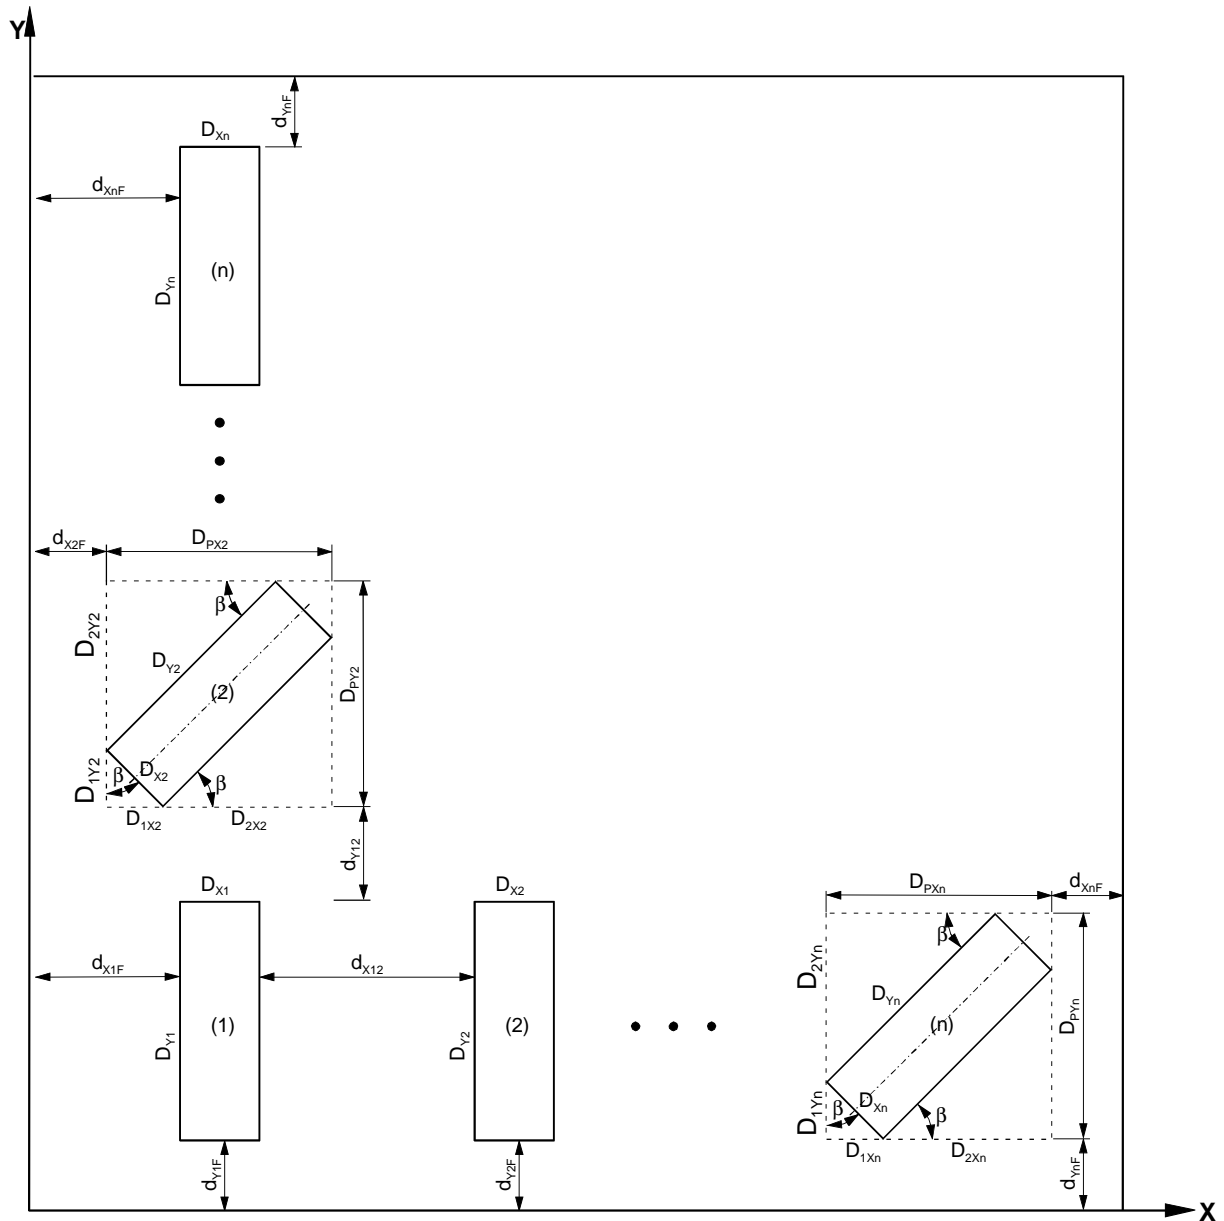 Y
d_YnF
D_Xn
d_XnF
D_Yn
(n)
d_X2F D_PX2
β
D_2Y2
D_Y2
(2)
D_PY2
D_1Y2
β D_X2 β
D_1X2 D_2X2
d_Y12
D_X1 D_X2
D_PXn d_XnF
β
d_X1F d_X12
D_2Yn
D_Yn
D_Y1 (1) D_Y2 (2)
(n)
D_PYn
D_1Yn
β D_Xn β
D_1Xn D_2Xn
d_Y1F d_Y2F d_YnF
X